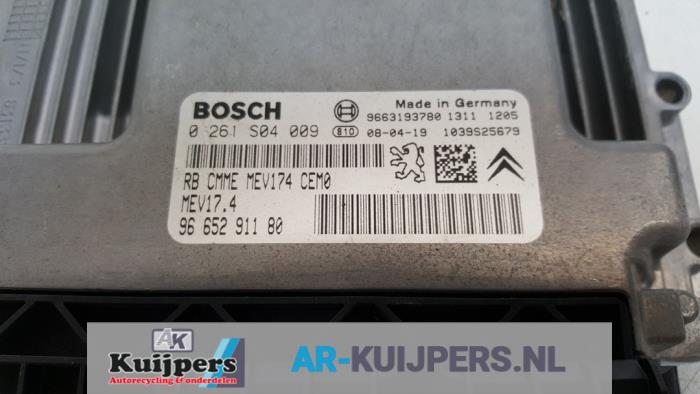 BOSCH
Made in Germany
9663193780 1311 1205
0 261 S04 009 810 08-04-19 1039S25679
RB CMME MEV174 CEM0
MEV17.4
96 652 911 80
AK
Kuijpers
Autorecycling & onderdelen
AR-KUIJPERS.NL